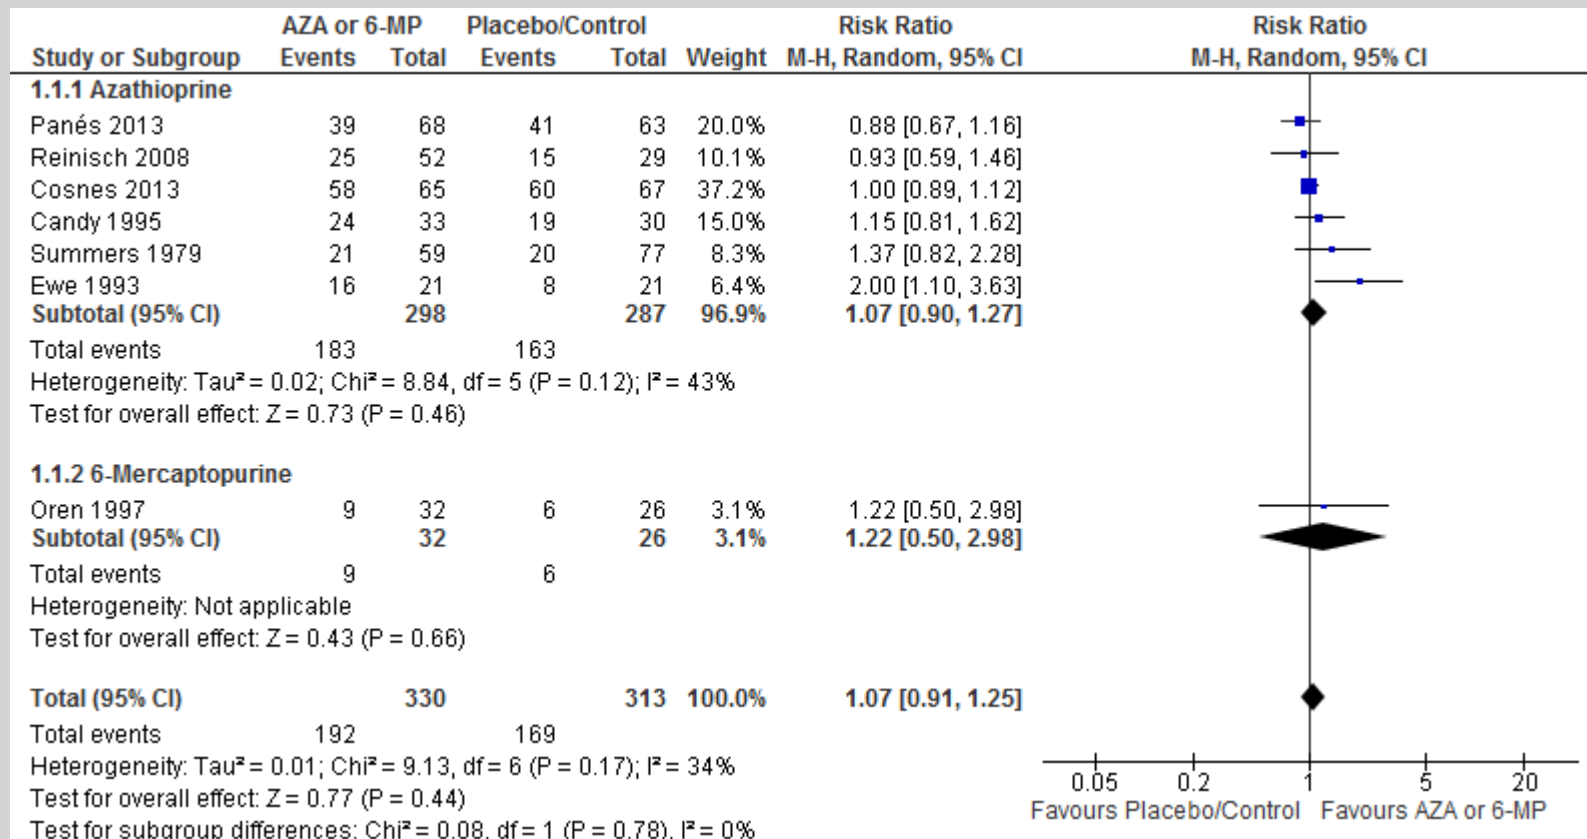 AZA or 6-MP Placebo/Control Risk Ratio Risk Ratio
Study or Subgroup Events Total Events Total Weight M-H, Random, 95% CI M-H, Random, 95% CI
1.1.1 Azathioprine
Panés 2013 39 68 41 63 20.0% 0.88 [0.67, 1.16]
Reinisch 2008 25 52 15 29 10.1% 0.93 [0.59, 1.46]
Cosnes 2013 58 65 60 67 37.2% 1.00 [0.89, 1.12]
Candy 1995 24 33 19 30 15.0% 1.15 [0.81, 1.62]
Summers 1979 21 59 20 77 8.3% 1.37 [0.82, 2.28]
Ewe 1993 16 21 8 21 6.4% 2.00 [1.10, 3.63]
Subtotal (95% CI) 298 287 96.9% 1.07 [0.90, 1.27]
Total events 183 163
Heterogeneity: Tau² = 0.02; Chi² = 8.84, df = 5 (P = 0.12); I² = 43%
Test for overall effect: Z = 0.73 (P = 0.46)
1.1.2 6-Mercaptopurine
Oren 1997 9 32 6 26 3.1% 1.22 [0.50, 2.98]
Subtotal (95% CI) 32 26 3.1% 1.22 [0.50, 2.98]
Total events 9 6
Heterogeneity: Not applicable
Test for overall effect: Z = 0.43 (P = 0.66)
Total (95% CI) 330 313 100.0% 1.07 [0.91, 1.25]
Total events 192 169
Heterogeneity: Tau² = 0.01; Chi² = 9.13, df = 6 (P = 0.17); I² = 34%
Test for overall effect: Z = 0.77 (P = 0.44)
Test for subgroup differences: Chi² = 0.08, df = 1 (P = 0.78), I² = 0%
0.05 0.2 1 5 20
Favours Placebo/Control Favours AZA or 6-MP